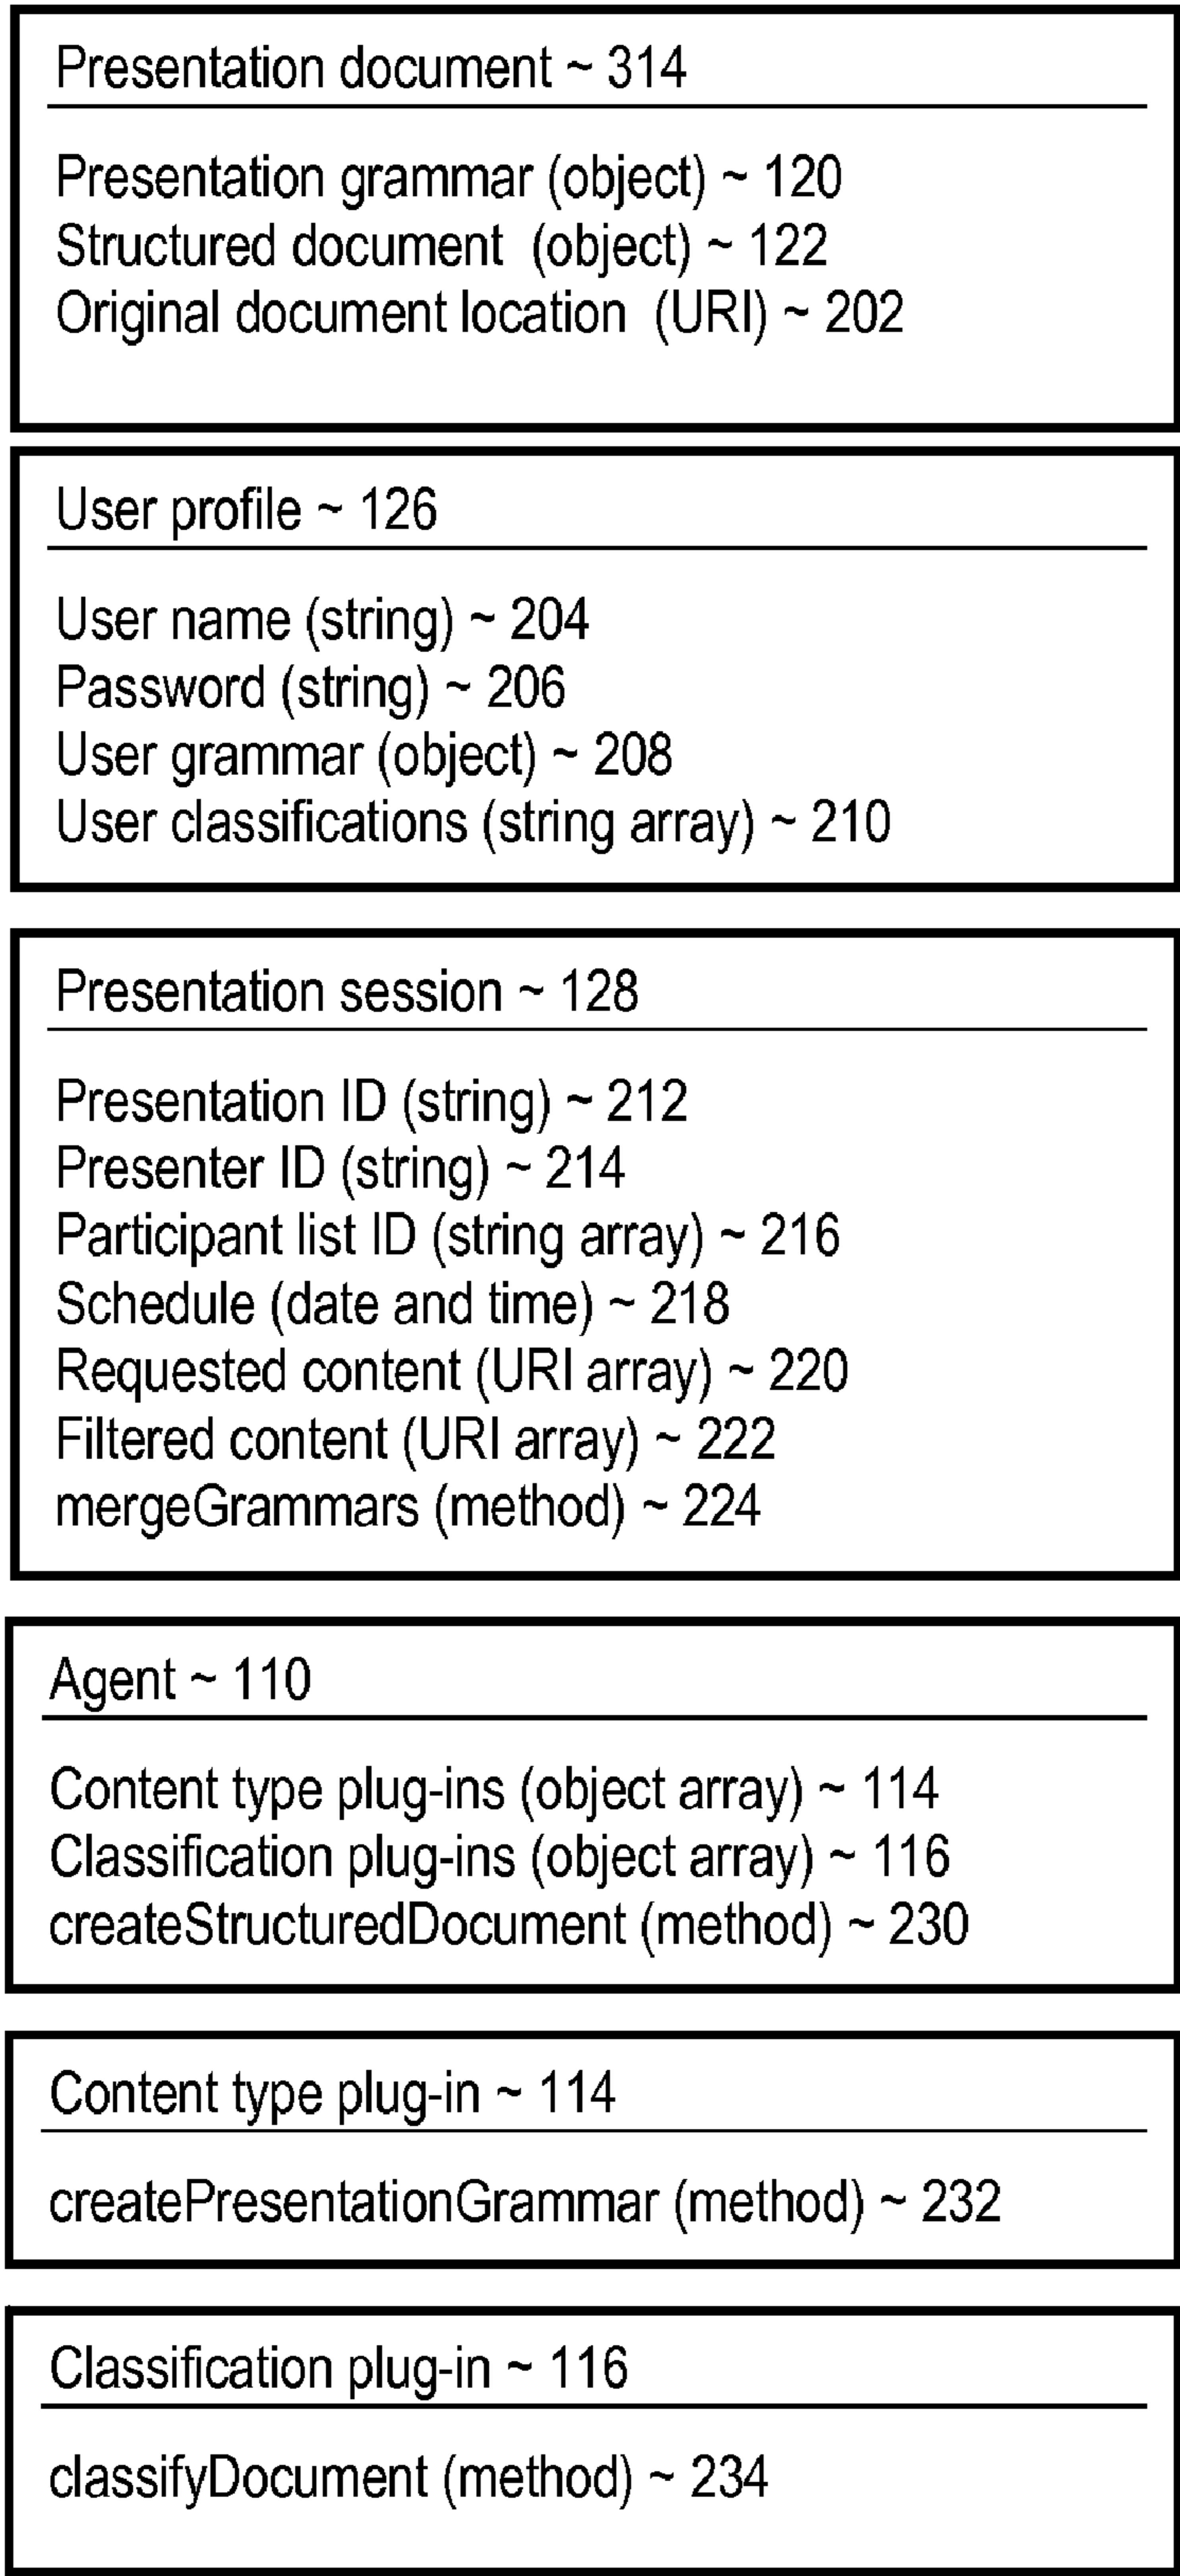 Presentation document ~ 314
Presentation grammar (object) ~ 120
Structured document (object) ~ 122
Original document location (URI) ~ 202
User profile ~ 126
User name (string) ~ 204
Password (string) ~ 206
User grammar (object) ~ 208
User classifications (string array) ~ 210
Presentation session ~ 128
Presentation ID (string) ~ 212
Presenter ID (string) ~ 214
Participant list ID (string array) ~ 216
Schedule (date and time) ~ 218
Requested content (URI array) ~ 220
Filtered content (URI array) ~ 222
mergeGrammars (method) ~ 224
Agent ~ 110
Content type plug-ins (object array) ~ 114
Classification plug-ins (object array) ~ 116
createStructuredDocument (method) ~ 230
Content type plug-in ~ 114
createPresentationGrammar (method) ~ 232
Classification plug-in ~ 116
classifyDocument (method) ~ 234